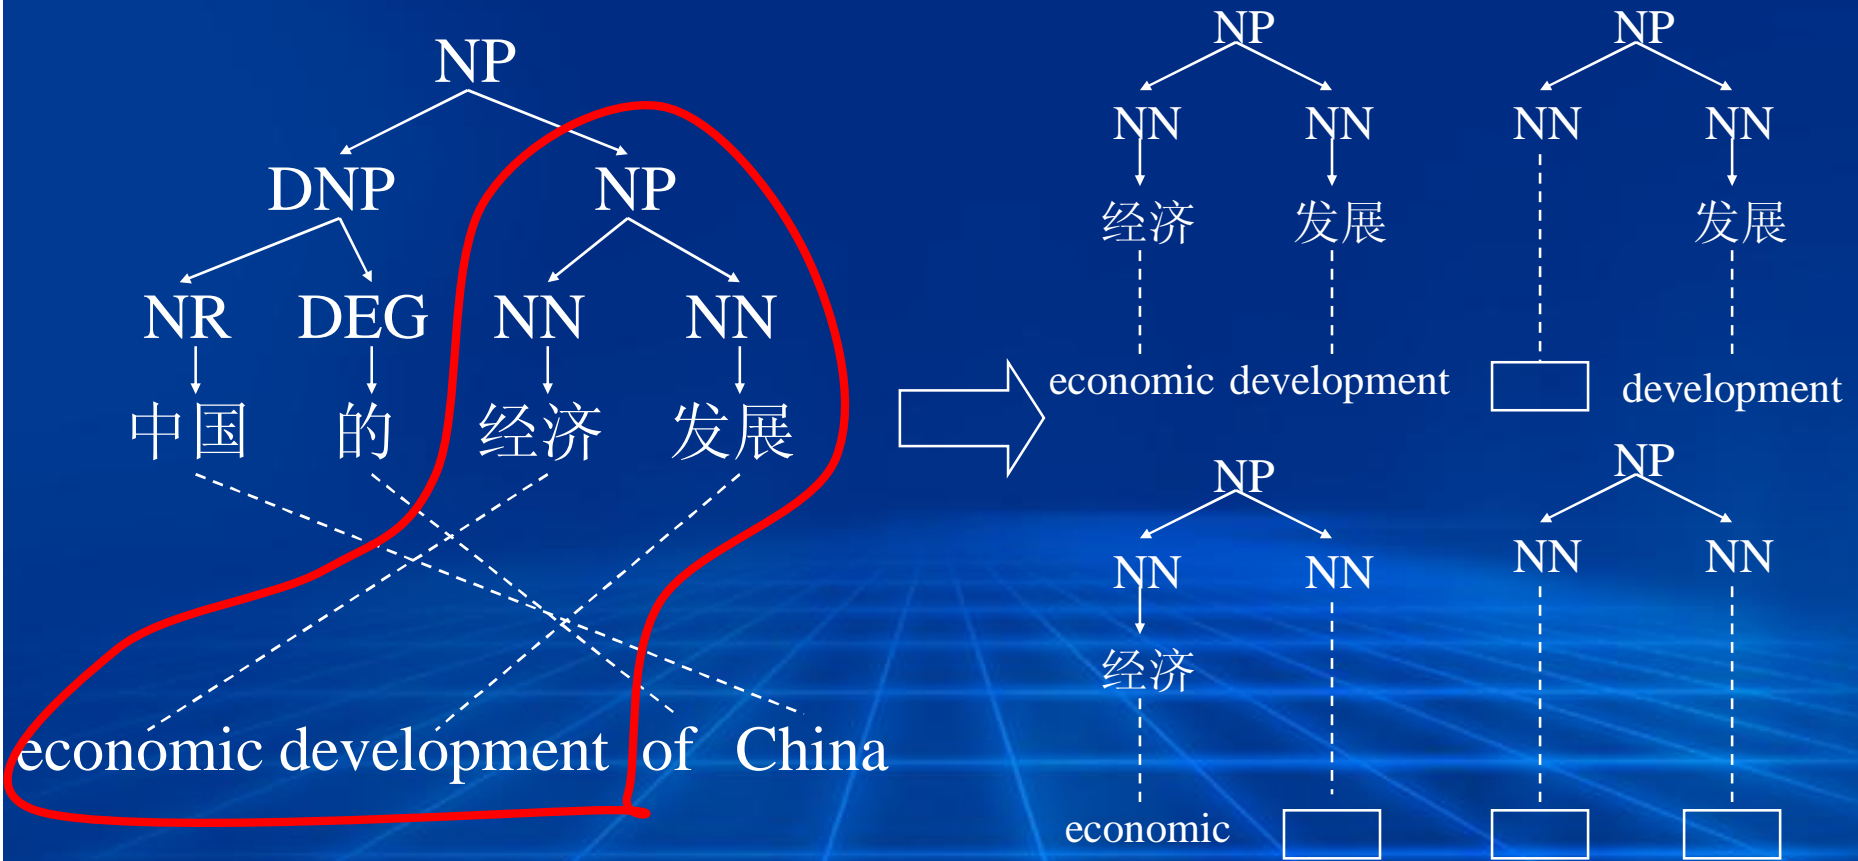 NP
DNP NP
NR DEG NN NN
中国 的 经济 发展
economic development of China
NP
NN NN
经济 发展
economic development
NP
NN NN
发展
development
NP
NN NN
经济
economic
NP
NN NN